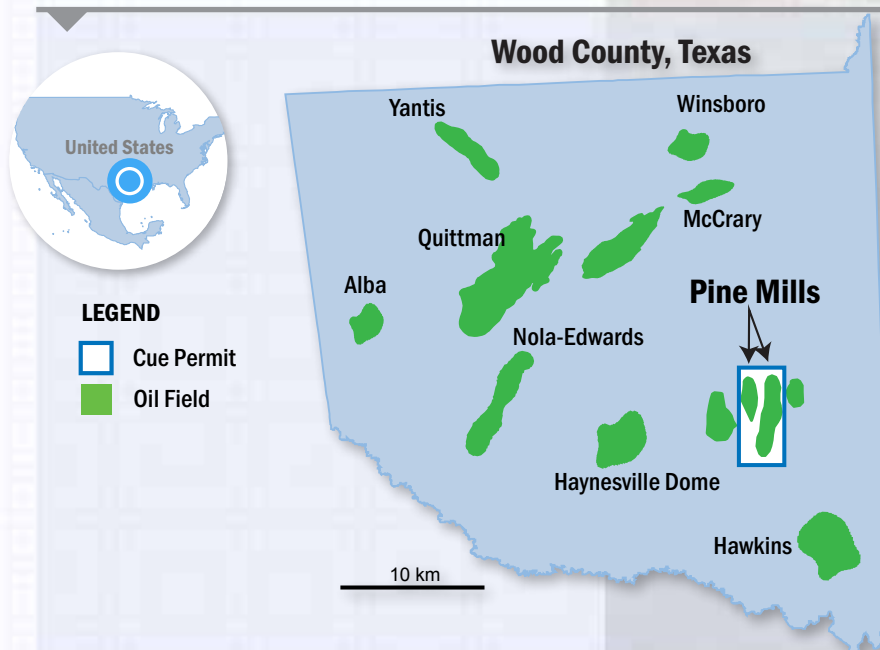 Wood County, Texas
United States
Yantis
Winsboro
McCrary
Quittman
Alba
Pine Mills
LEGEND
Cue Permit
Oil Field
Nola-Edwards
Haynesville Dome
Hawkins
10 km